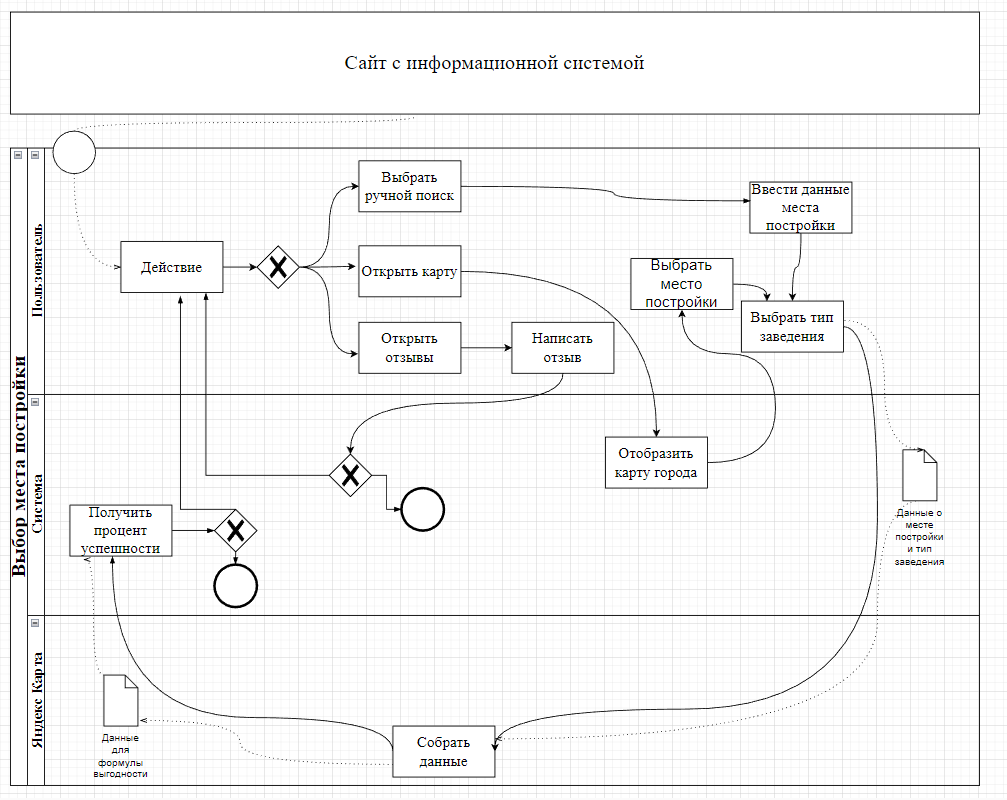 Сайт с информационной системой
Выбор места постройки
Пользователь
Выбрать
ручной поиск
Ввести данные
места
постройки
Действие
Открыть карту
Выбрать
место
постройки
Выбрать тип
заведения
Открыть
отзывы
Написать
отзыв
Система
Отобразить
карту города
Получить
процент
успешности
Данные о
месте
постройки
и тип
заведения
Яндекс Карта
Данные
для
формулы
выгодности
Собрать
данные